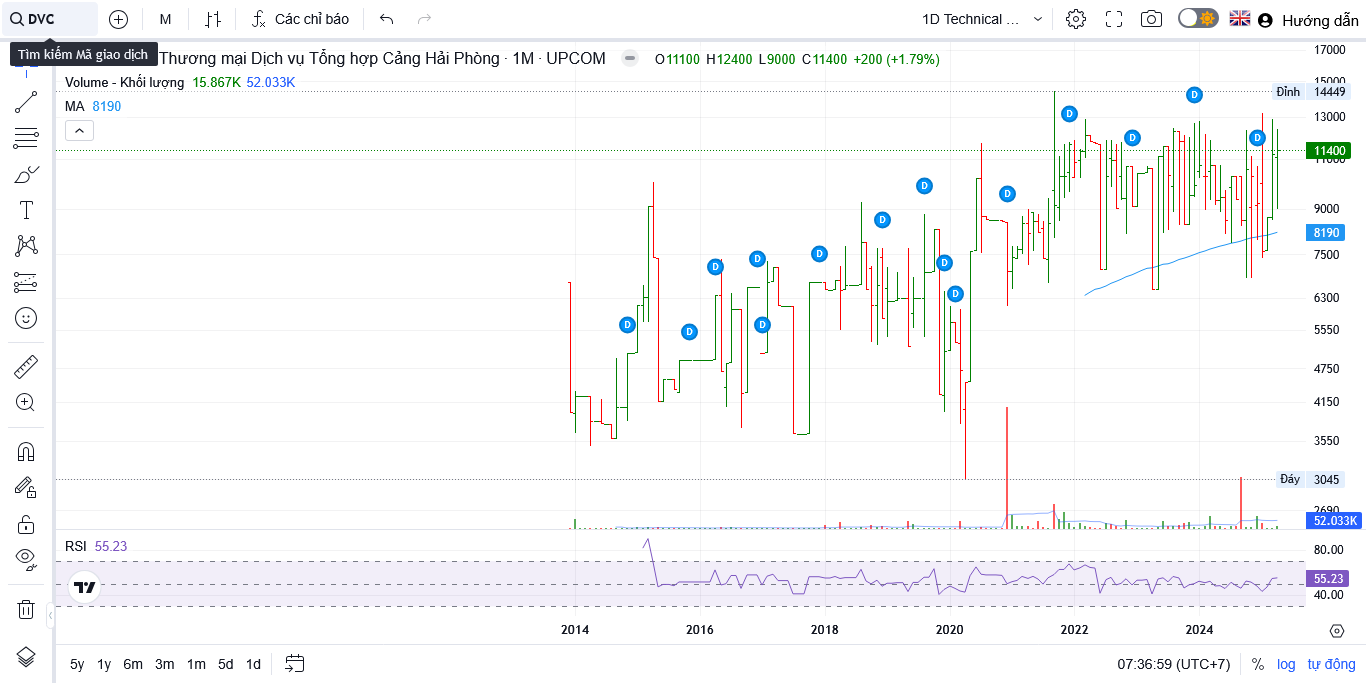 DVC
M
Các chỉ báo
1D Technical ...
Hướng dẫn
Tìm kiếm Mã giao dịch
Thương mại Dịch vụ Tổng hợp Cảng Hải Phòng · 1M · UPCOM
O11100 H12400 L9000 C11400 +200 (+1.79%)
Volume - Khối lượng 15.867K 52.033K
MA 8190
17000
15000
Đỉnh 14449
13000
11400
11000
9000
8190
7500
6300
5550
4750
4150
3550
Đáy 3045
2690
52.033K
D D D D D D D D D D D D D D D
RSI 55.23
80.00
55.23
40.00
2014 2016 2018 2020 2022 2024
5y 1y 6m 3m 1m 5d 1d
07:36:59 (UTC+7) % log tự động